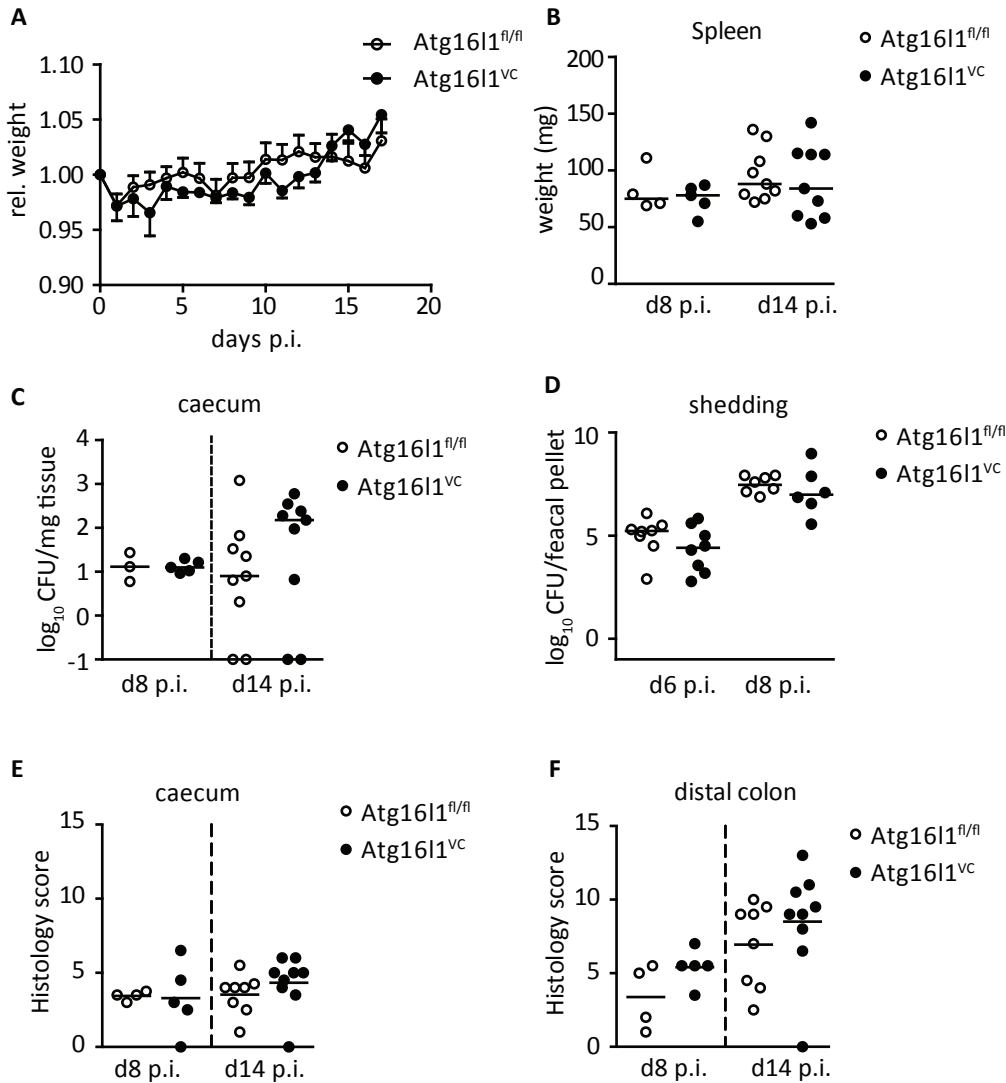 A
Atg16l1fl/fl
Atg16l1VC
rel. weight
1.10
1.05
1.00
0.95
0.90
0 5 10 15 20
days p.i.
B
Spleen
Atg16l1fl/fl
Atg16l1VC
weight (mg)
200
150
100
50
0
d8 p.i. d14 p.i.
C
caecum
Atg16l1fl/fl
Atg16l1VC
log10 CFU/mg tissue
4
3
2
1
0
-1
d8 p.i. d14 p.i.
D
shedding
Atg16l1fl/fl
Atg16l1VC
log10 CFU/feacal pellet
10
5
0
d6 p.i. d8 p.i.
E
caecum
Atg16l1fl/fl
Atg16l1VC
Histology score
15
10
5
0
d8 p.i. d14 p.i.
F
distal colon
Atg16l1fl/fl
Atg16l1VC
Histology score
15
10
5
0
d8 p.i. d14 p.i.